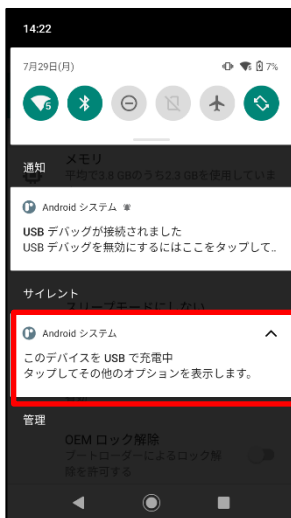 14:22
7月29日(月)
7%
5
メモリ
通知
平均で3.8 GBのうち2.3 GBを使用していま
Android システム
USB デバッグが接続されました
USB デバッグを無効にするにはここをタップして..
サイレント
スリープモードにしない
Android システム
このデバイスを USB で充電中
タップしてその他のオプションを表示します。
管理
OEM ロック解除
ブートローダーによるロック解
除を許可する